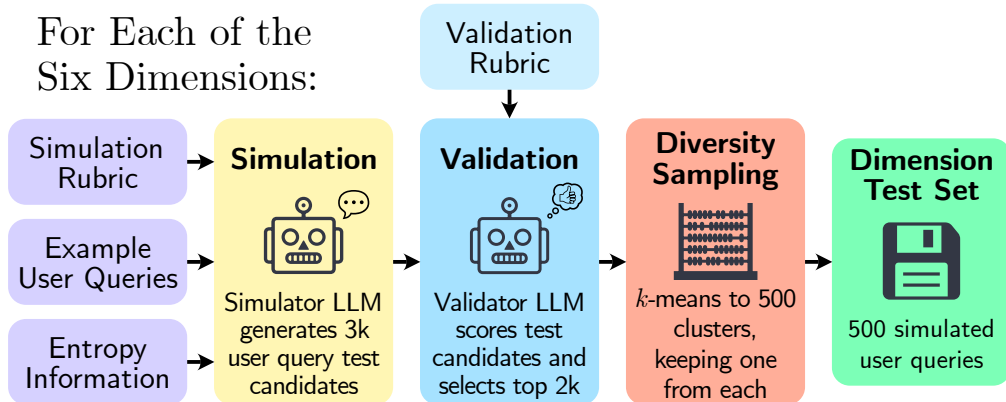 For Each of the
Six Dimensions:
Validation
Rubric
Simulation
Rubric
Example
User Queries
Entropy
Information
Simulation
Simulator LLM
generates 3k
user query test
candidates
Validation
Validator LLM
scores test
candidates and
selects top 2k
Diversity
Sampling
k-means to 500
clusters,
keeping one
from each
Dimension
Test Set
500 simulated
user queries